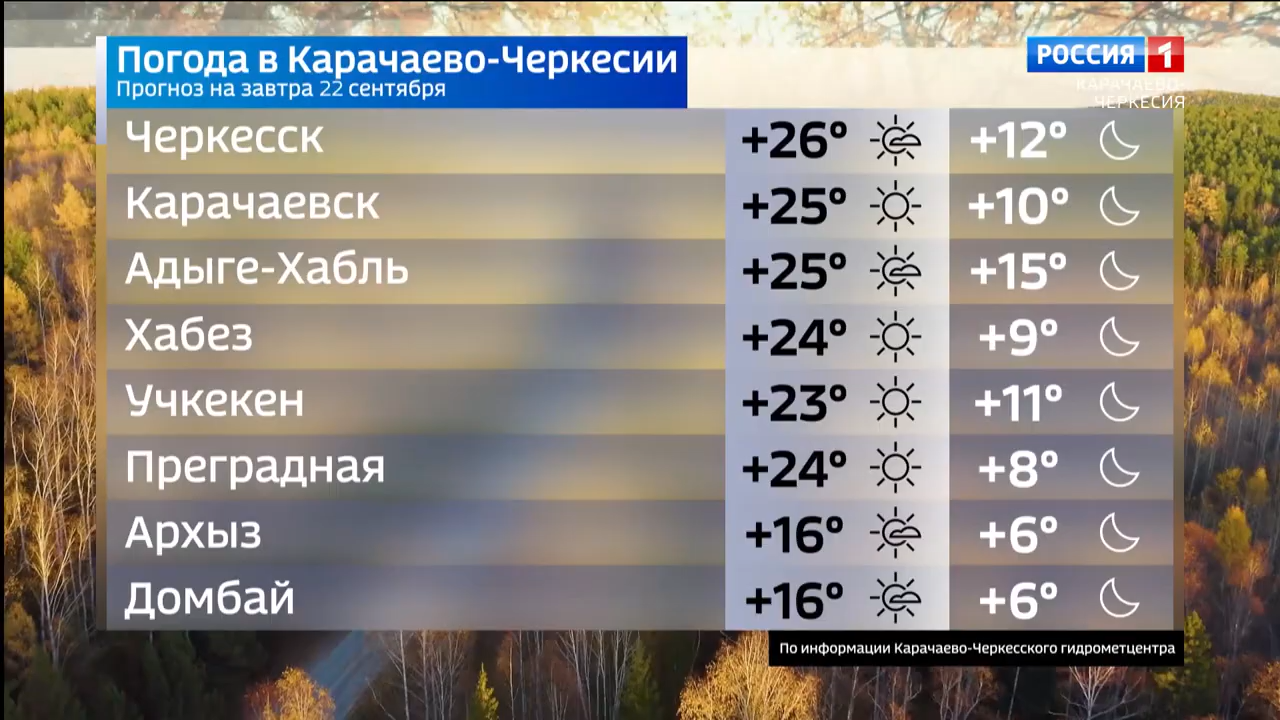 Погода в Карачаево-Черкесии
Прогноз на завтра 22 сентября
РОССИЯ 1
КАРАЧАЕВО-
ЧЕРКЕСИЯ
Черкесск +26° +12°
Карачаевск +25° +10°
Адыге-Хабль +25° +15°
Хабез +24° +9°
Учкекен +23° +11°
Преградная +24° +8°
Архыз +16° +6°
Домбай +16° +6°
По информации Карачаево-Черкесского гидрометцентра